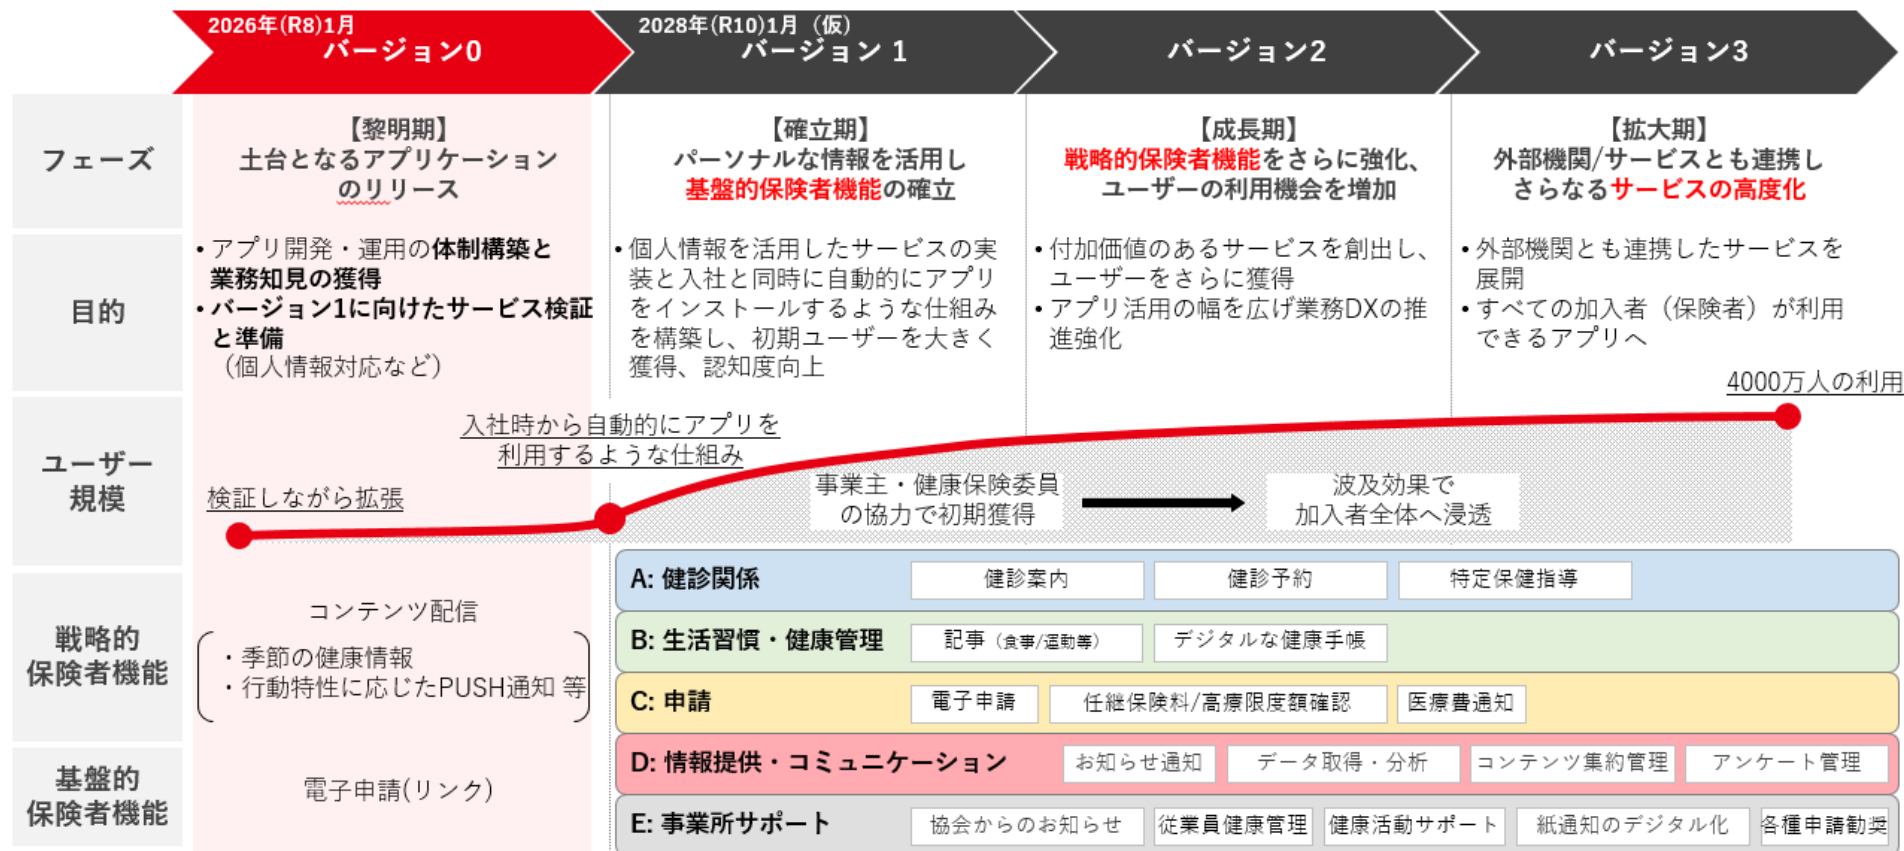 2026年(R8)1月
バージョン0
2028年(R10)1月（仮）
バージョン 1
バージョン2
バージョン3
フェーズ
【黎明期】
土台となるアプリケーション
のリリース
【確立期】
パーソナルな情報を活用し
基盤的保険者機能の確立
【成長期】
戦略的保険者機能をさらに強化、
ユーザーの利用機会を増加
【拡大期】
外部機関/サービスとも連携し
さらなるサービスの高度化
目的
• アプリ開発・運用の体制構築と
業務知見の獲得
• バージョン1に向けたサービス検証
と準備
（個人情報対応など）
• 個人情報を活用したサービスの実
装と入社と同時に自動的にアプリ
をインストールするような仕組み
を構築し、初期ユーザーを大きく
獲得、認知度向上
• 付加価値のあるサービスを創出し、
ユーザーをさらに獲得
• アプリ活用の幅を広げ業務DXの推
進強化
• 外部機関とも連携したサービスを
展開
• すべての加入者（保険者）が利用
できるアプリへ
ユーザー
規模
検証しながら拡張
入社時から自動的にアプリを
利用するような仕組み
事業主・健康保険委員
の協力で初期獲得
波及効果で
加入者全体へ浸透
4000万人の利用
戦略的
保険者機能
コンテンツ配信
・季節の健康情報
・行動特性に応じたPUSH通知 等
A: 健診関係
健診案内
健診予約
特定保健指導
B: 生活習慣・健康管理
記事（食事/運動等）
デジタルな健康手帳
C: 申請
電子申請
任継保険料/高療限度額確認
医療費通知
基盤的
保険者機能
電子申請(リンク)
D: 情報提供・コミュニケーション
お知らせ通知
データ取得・分析
コンテンツ集約管理
アンケート管理
E: 事業所サポート
協会からのお知らせ
従業員健康管理
健康活動サポート
紙通知のデジタル化
各種申請勧奨